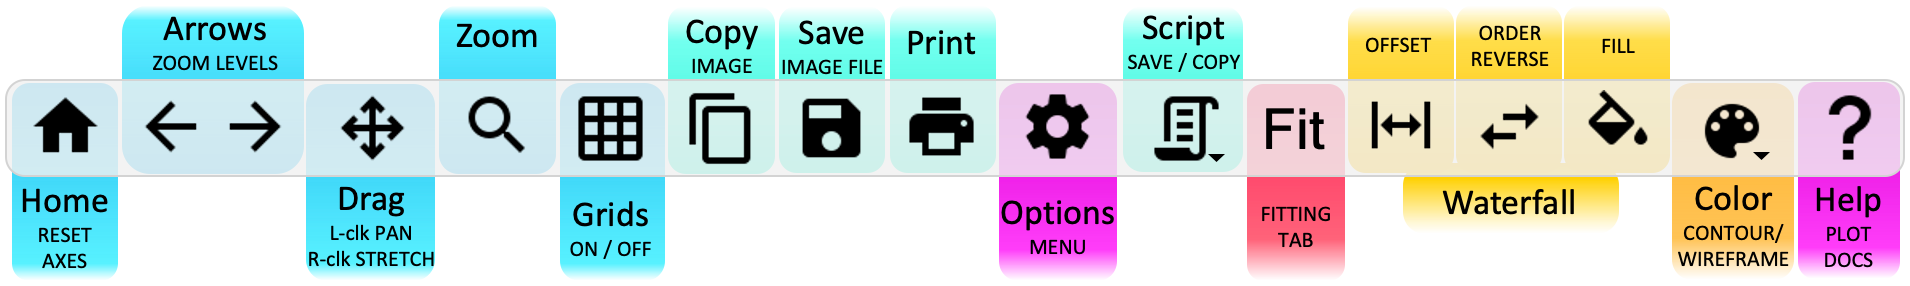 Arrows
ZOOM LEVELS
Zoom
Copy
IMAGE
Save
IMAGE FILE
Print
Script
SAVE / COPY
OFFSET
ORDER
REVERSE
FILL
Fit
?
Home
RESET
AXES
Drag
L-clk PAN
R-clk STRETCH
Grids
ON / OFF
Options
MENU
FITTING
TAB
Waterfall
Color
CONTOUR/
WIREFRAME
Help
PLOT
DOCS